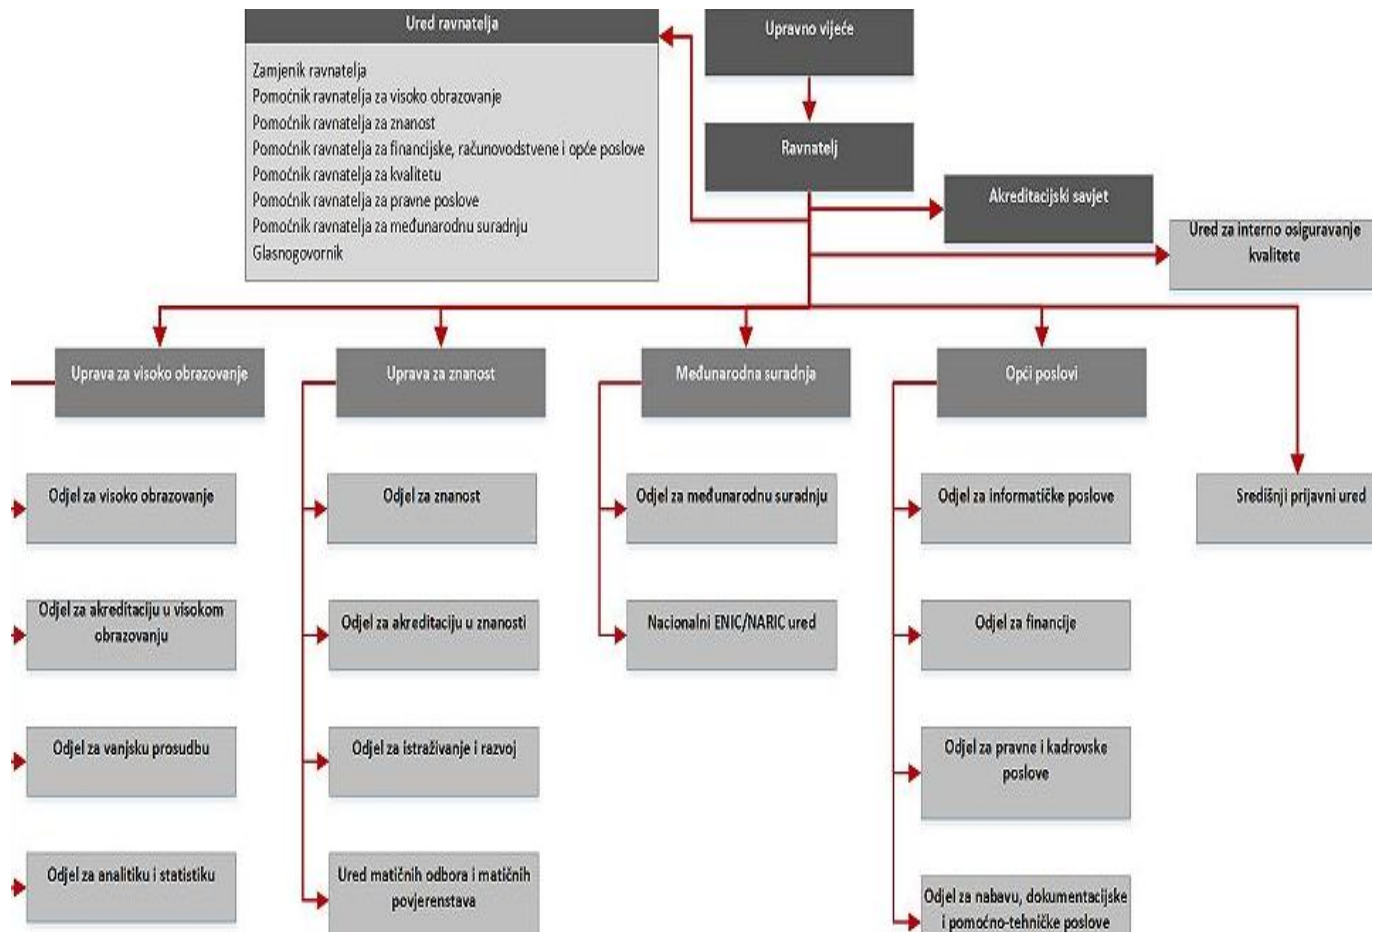 Ured ravnatelja
Zamjenik ravnatelja
Pomoćnik ravnatelja za visoko obrazovanje
Pomoćnik ravnatelja za znanost
Pomoćnik ravnatelja za financijske, računovodstvene i opće poslove
Pomoćnik ravnatelja za kvalitetu
Pomoćnik ravnatelja za pravne poslove
Pomoćnik ravnatelja za međunarodnu suradnju
Glasnogovornik
Upravno vijeće
Ravnatelj
Akreditacijski savjet
Ured za interno osiguravanje
kvalitete
Uprava za visoko obrazovanje
Uprava za znanost
Međunarodna suradnja
Opći poslovi
Odjel za visoko obrazovanje
Odjel za znanost
Odjel za međunarodnu suradnju
Odjel za informatičke poslove
Središnji prijavni ured
Odjel za akreditaciju u visokom
obrazovanju
Odjel za akreditaciju u znanosti
Nacionalni ENIC/NARIC ured
Odjel za financije
Odjel za vanjsku prosudbu
Odjel za istraživanje i razvoj
Odjel za pravne i kadrovske
poslove
Odjel za analitiku i statistiku
Ured matičnih odbora i matičnih
povjerenstava
Odjel za nabavu, dokumentacijske
i pomoćno-tehničke poslove